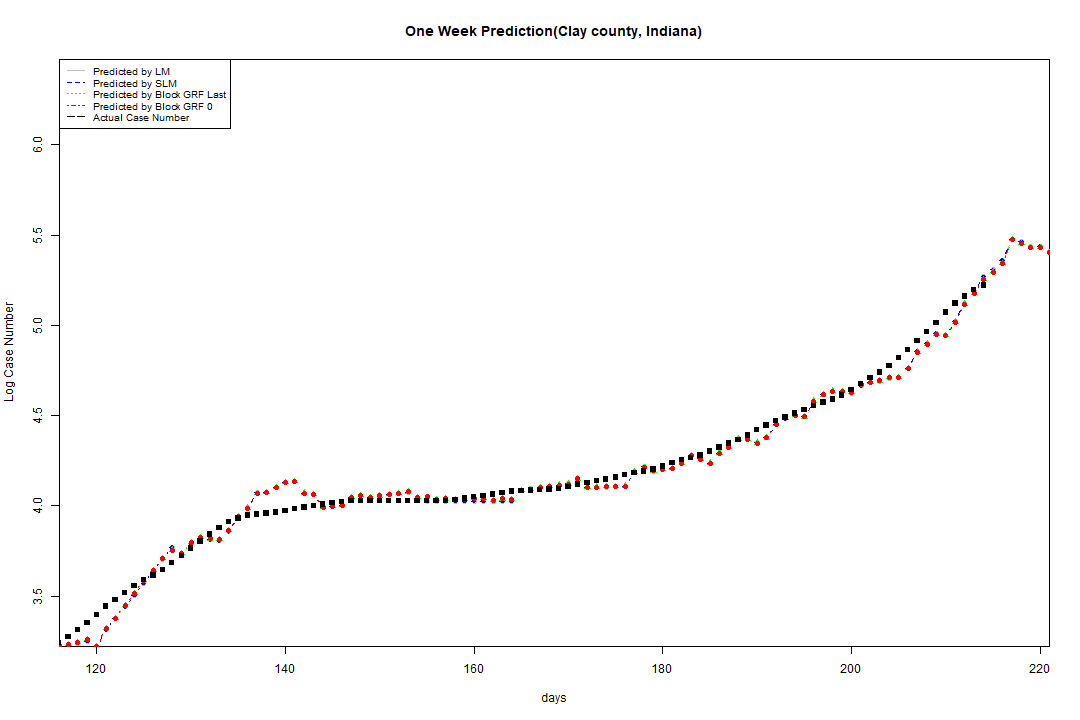 One Week Prediction(Clay county, Indiana)
Predicted by LM
Predicted by SLM
Predicted by Block GRF Last
Predicted by Block GRF 0
Actual Case Number
6.0
5.5
5.0
4.5
4.0
3.5
Log Case Number
120
140
160
180
200
220
days